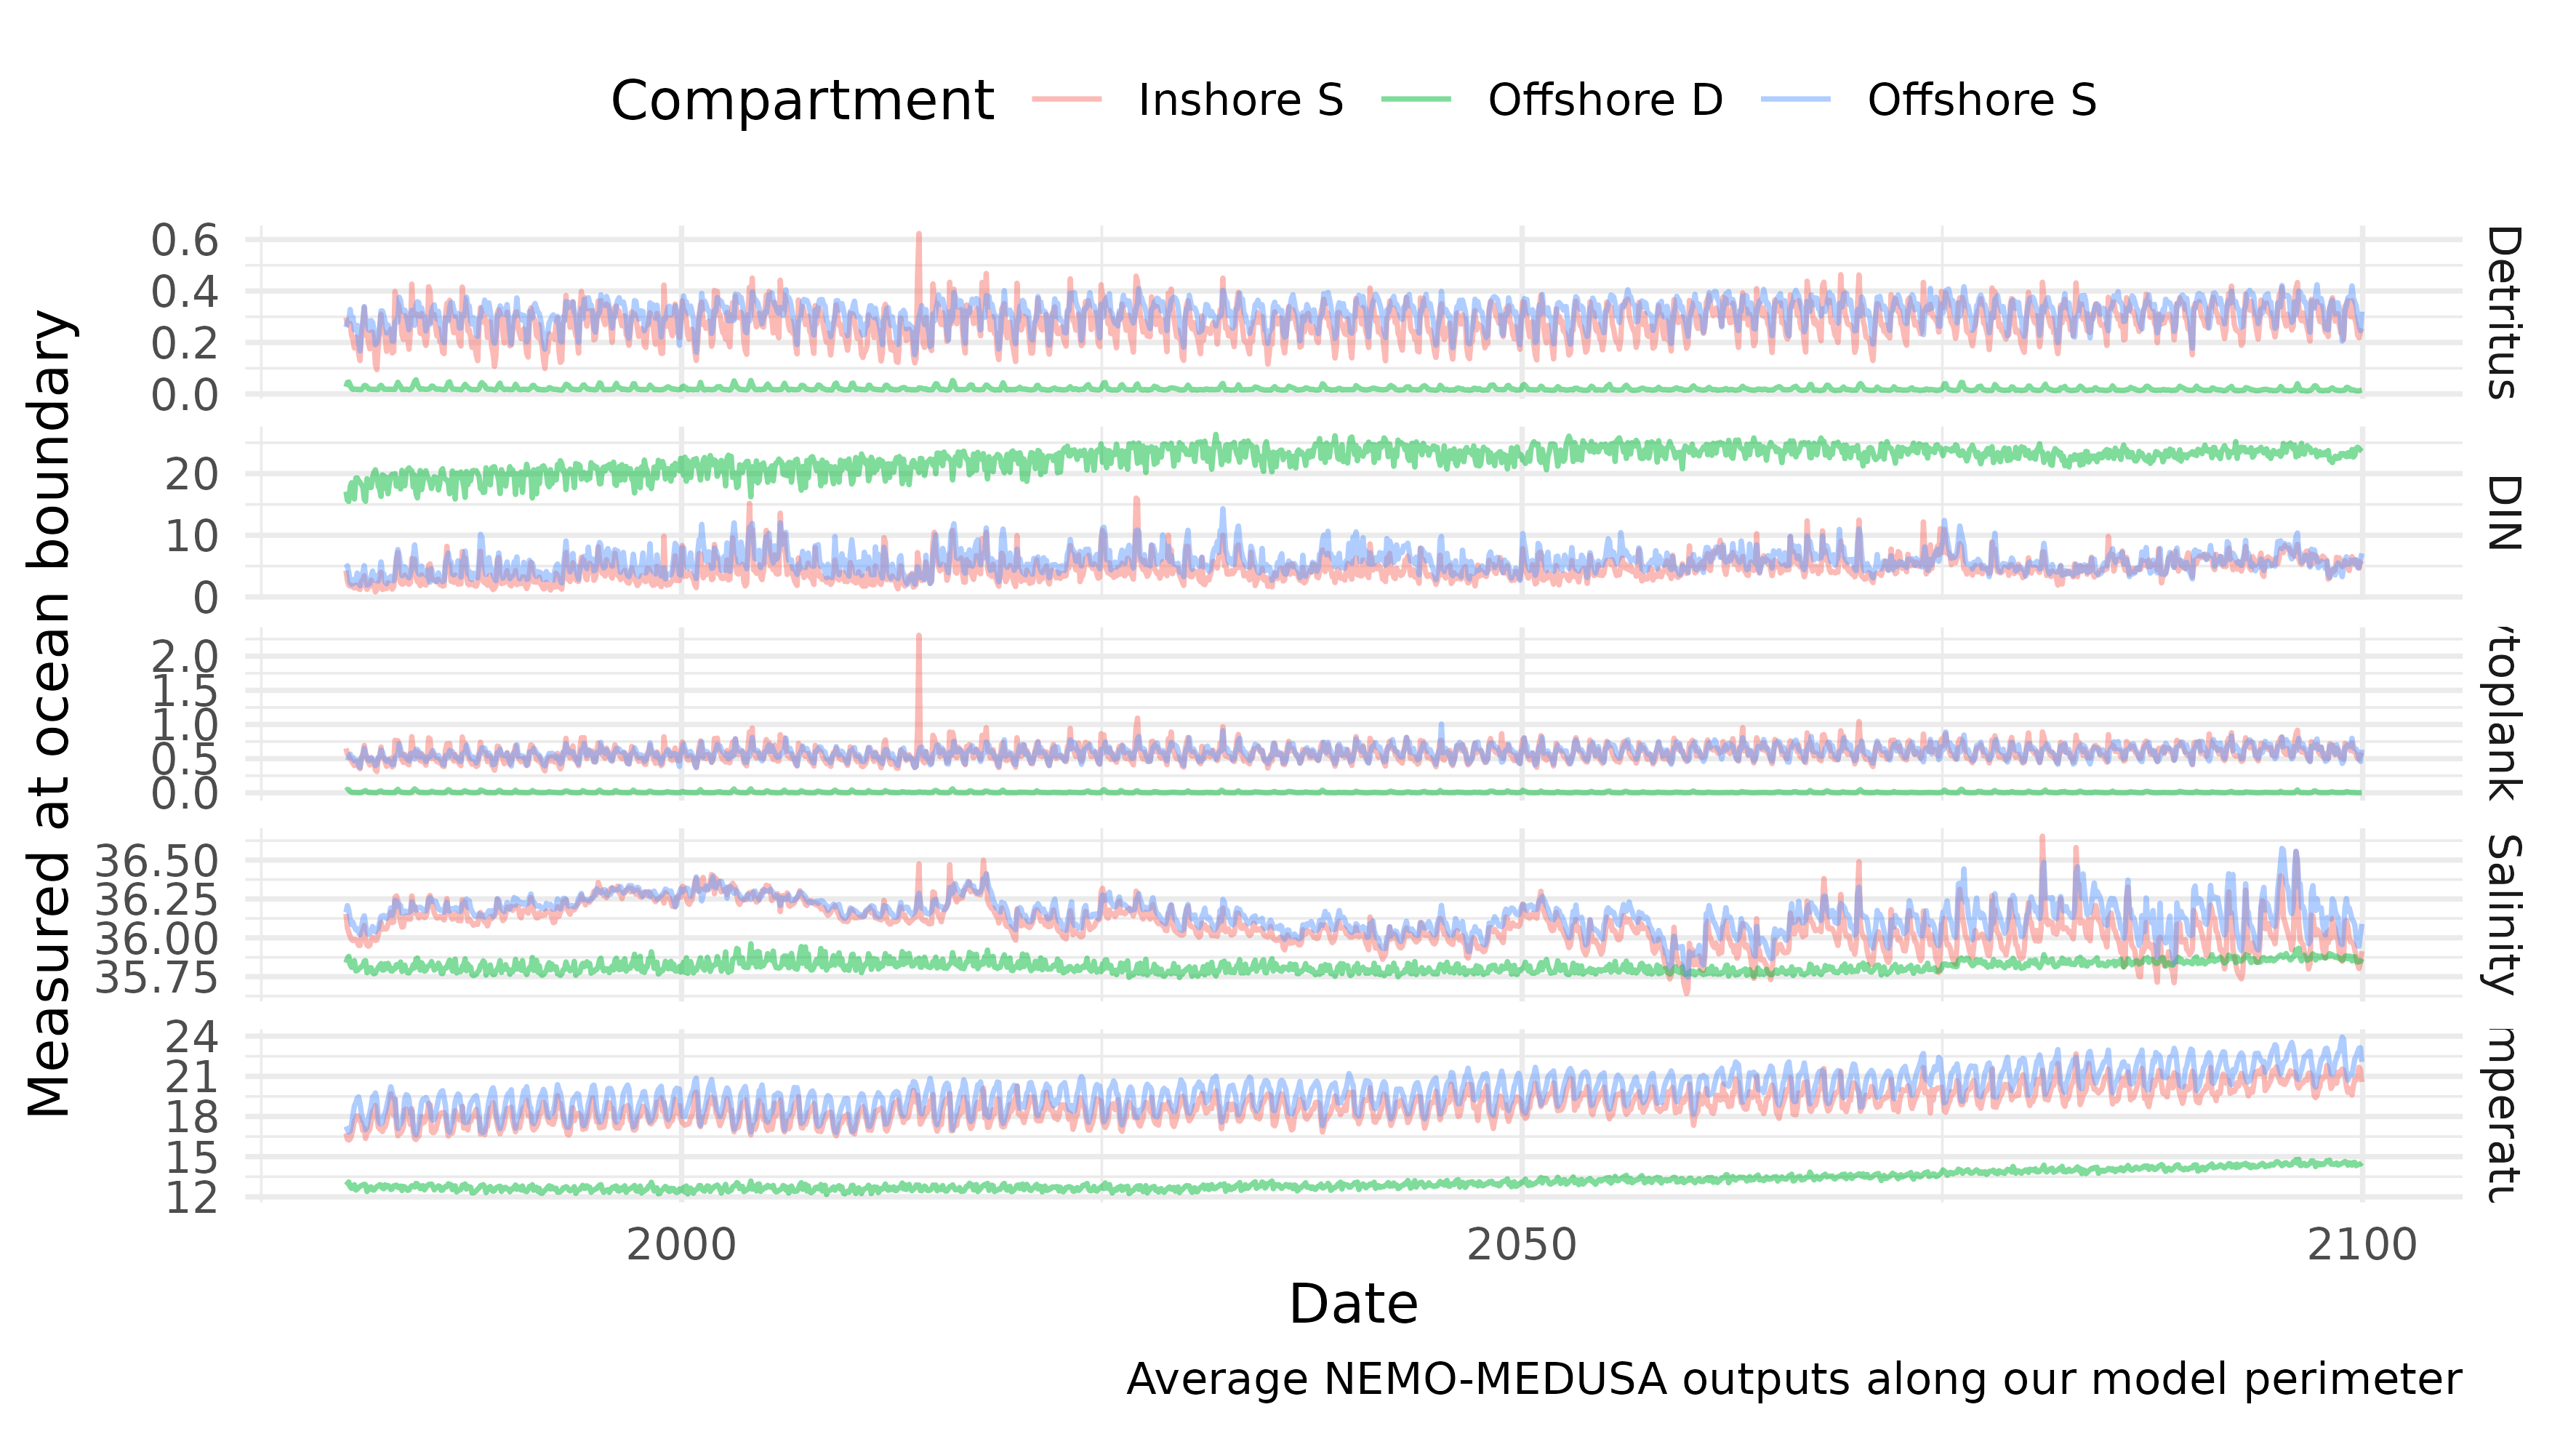 Compartment Inshore S Offshore D Offshore S
Measured at ocean boundary
0.6
0.4
0.2
0.0
Detritus
20
10
0
DIN
2.0
1.5
1.0
0.5
0.0
toplank
36.50
36.25
36.00
35.75
Salinity
24
21
18
15
12
mperatu
2000 2050 2100
Date
Average NEMO-MEDUSA outputs along our model perimeter